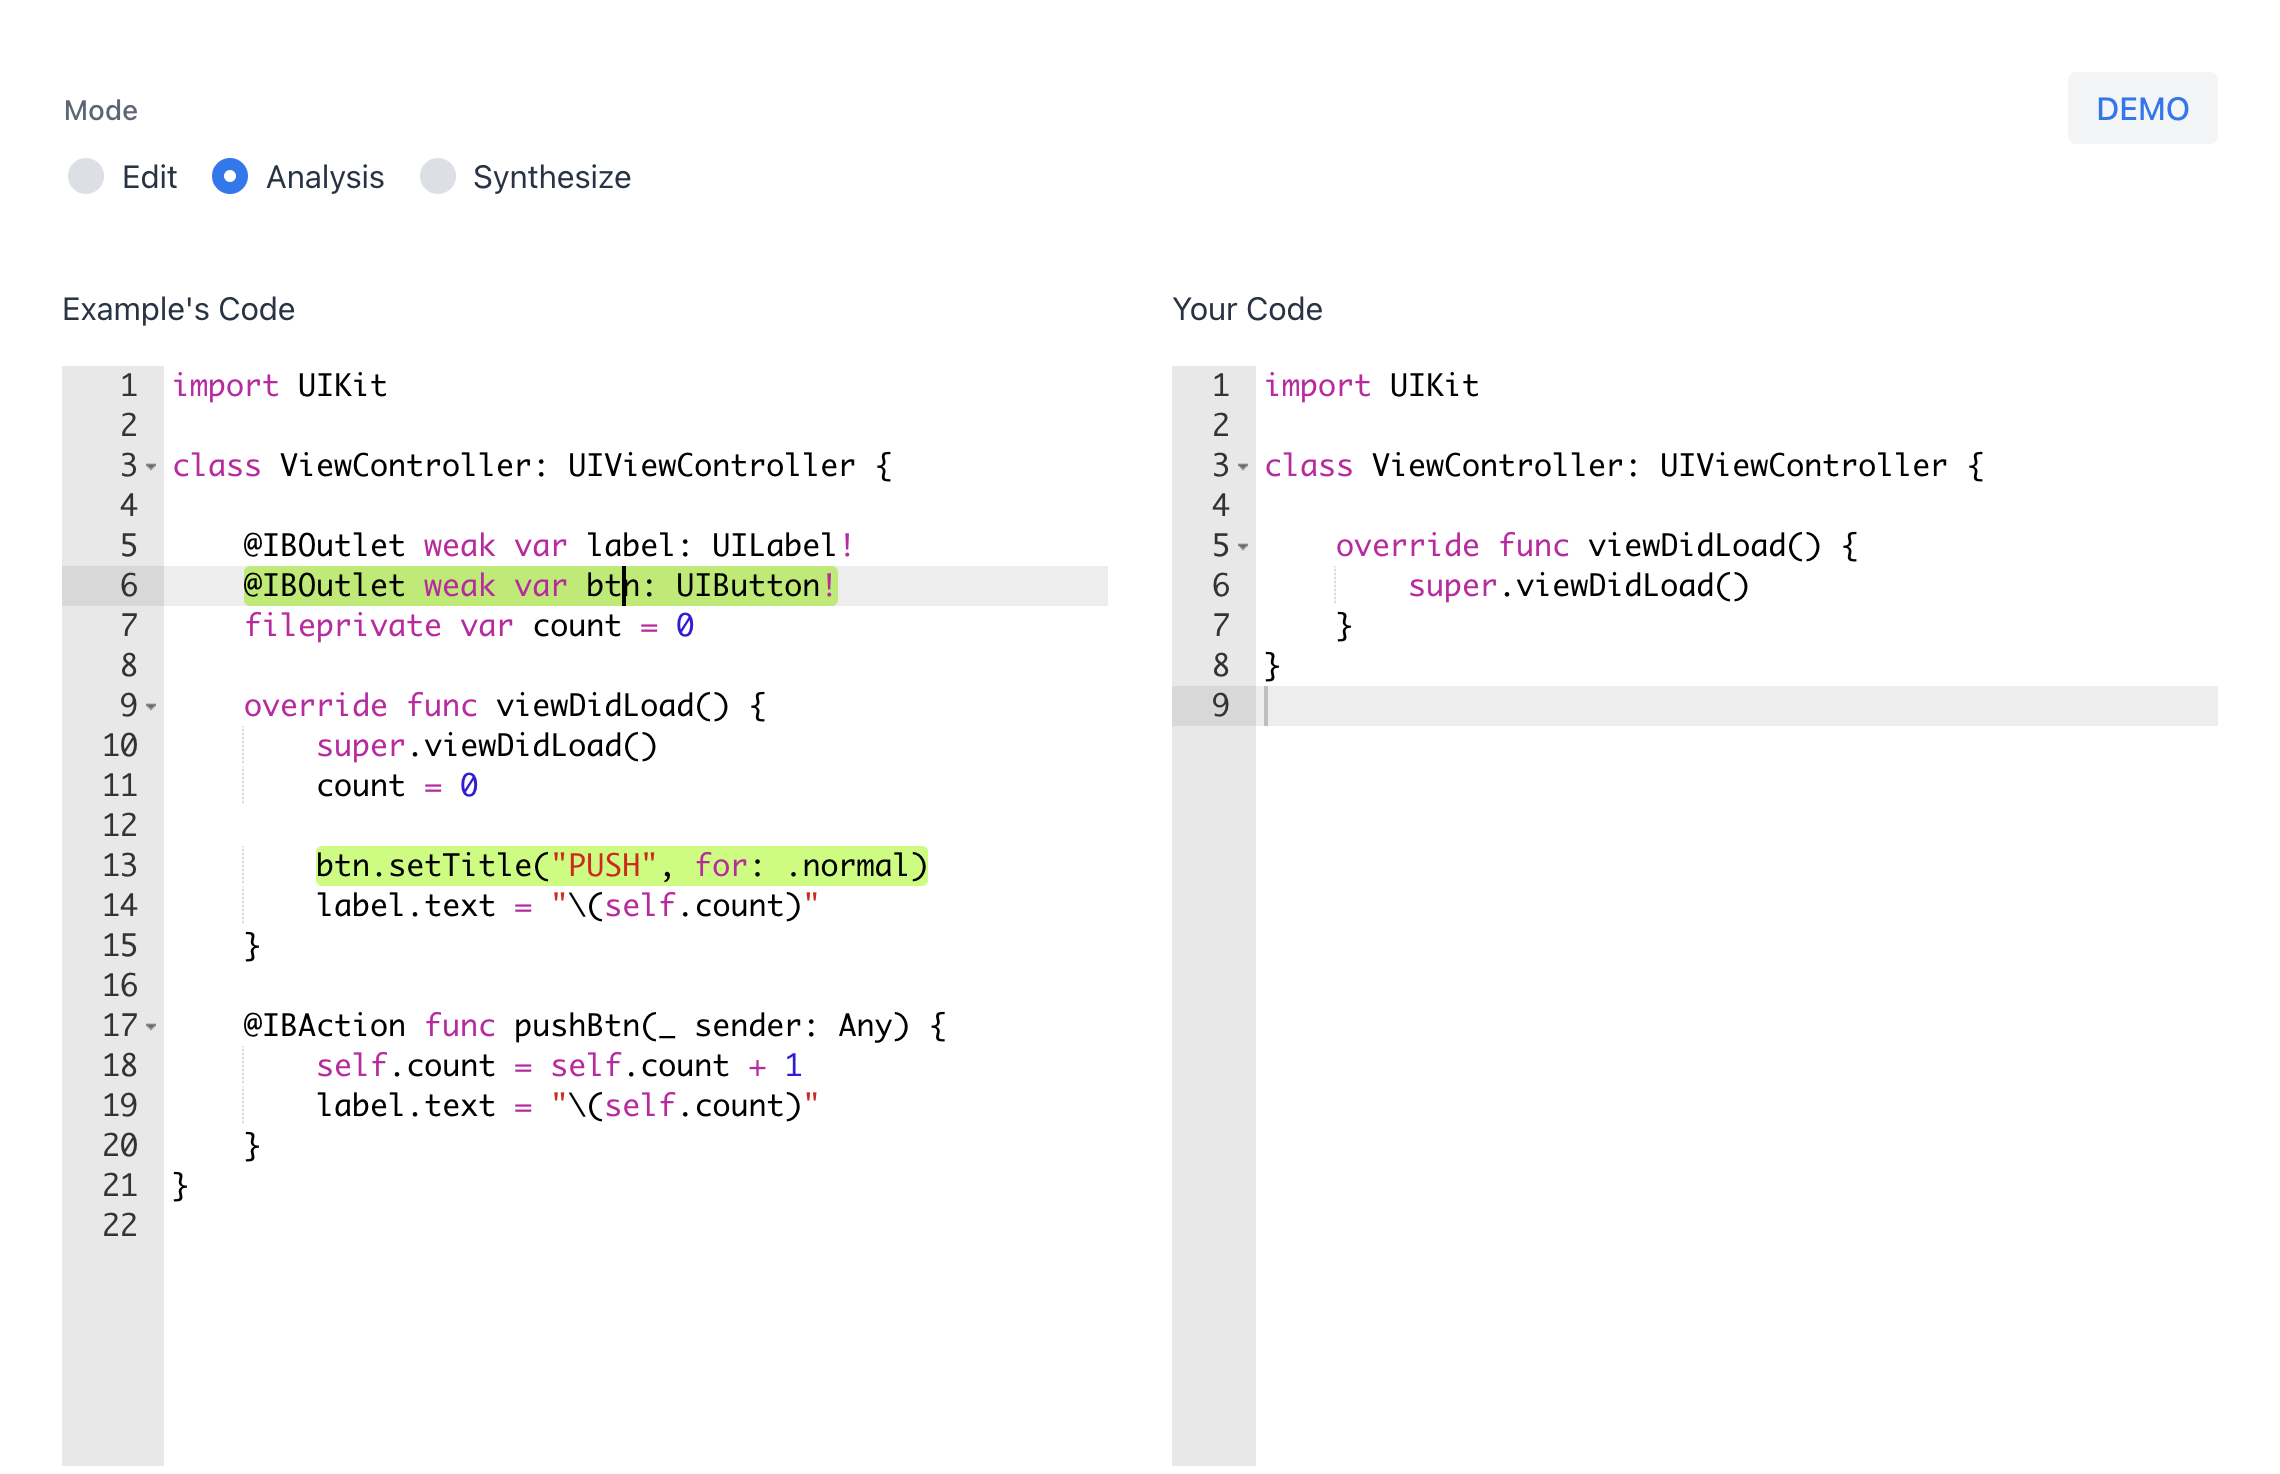 Mode
DEMO
Edit Analysis Synthesize
Example's Code
1 import UIKit
2
3 class ViewController: UIViewController {
4
5 @IBOutlet weak var label: UILabel!
6 @IBOutlet weak var btn: UIButton!
7 fileprivate var count = 0
8
9 override func viewDidLoad() {
10 super.viewDidLoad()
11 count = 0
12
13 btn.setTitle("PUSH", for: .normal)
14 label.text = "\(self.count)"
15 }
16
17 @IBAction func pushBtn(_ sender: Any) {
18 self.count = self.count + 1
19 label.text = "\(self.count)"
20 }
21 }
22
Your Code
1 import UIKit
2
3 class ViewController: UIViewController {
4
5 override func viewDidLoad() {
6 super.viewDidLoad()
7 }
8 }
9